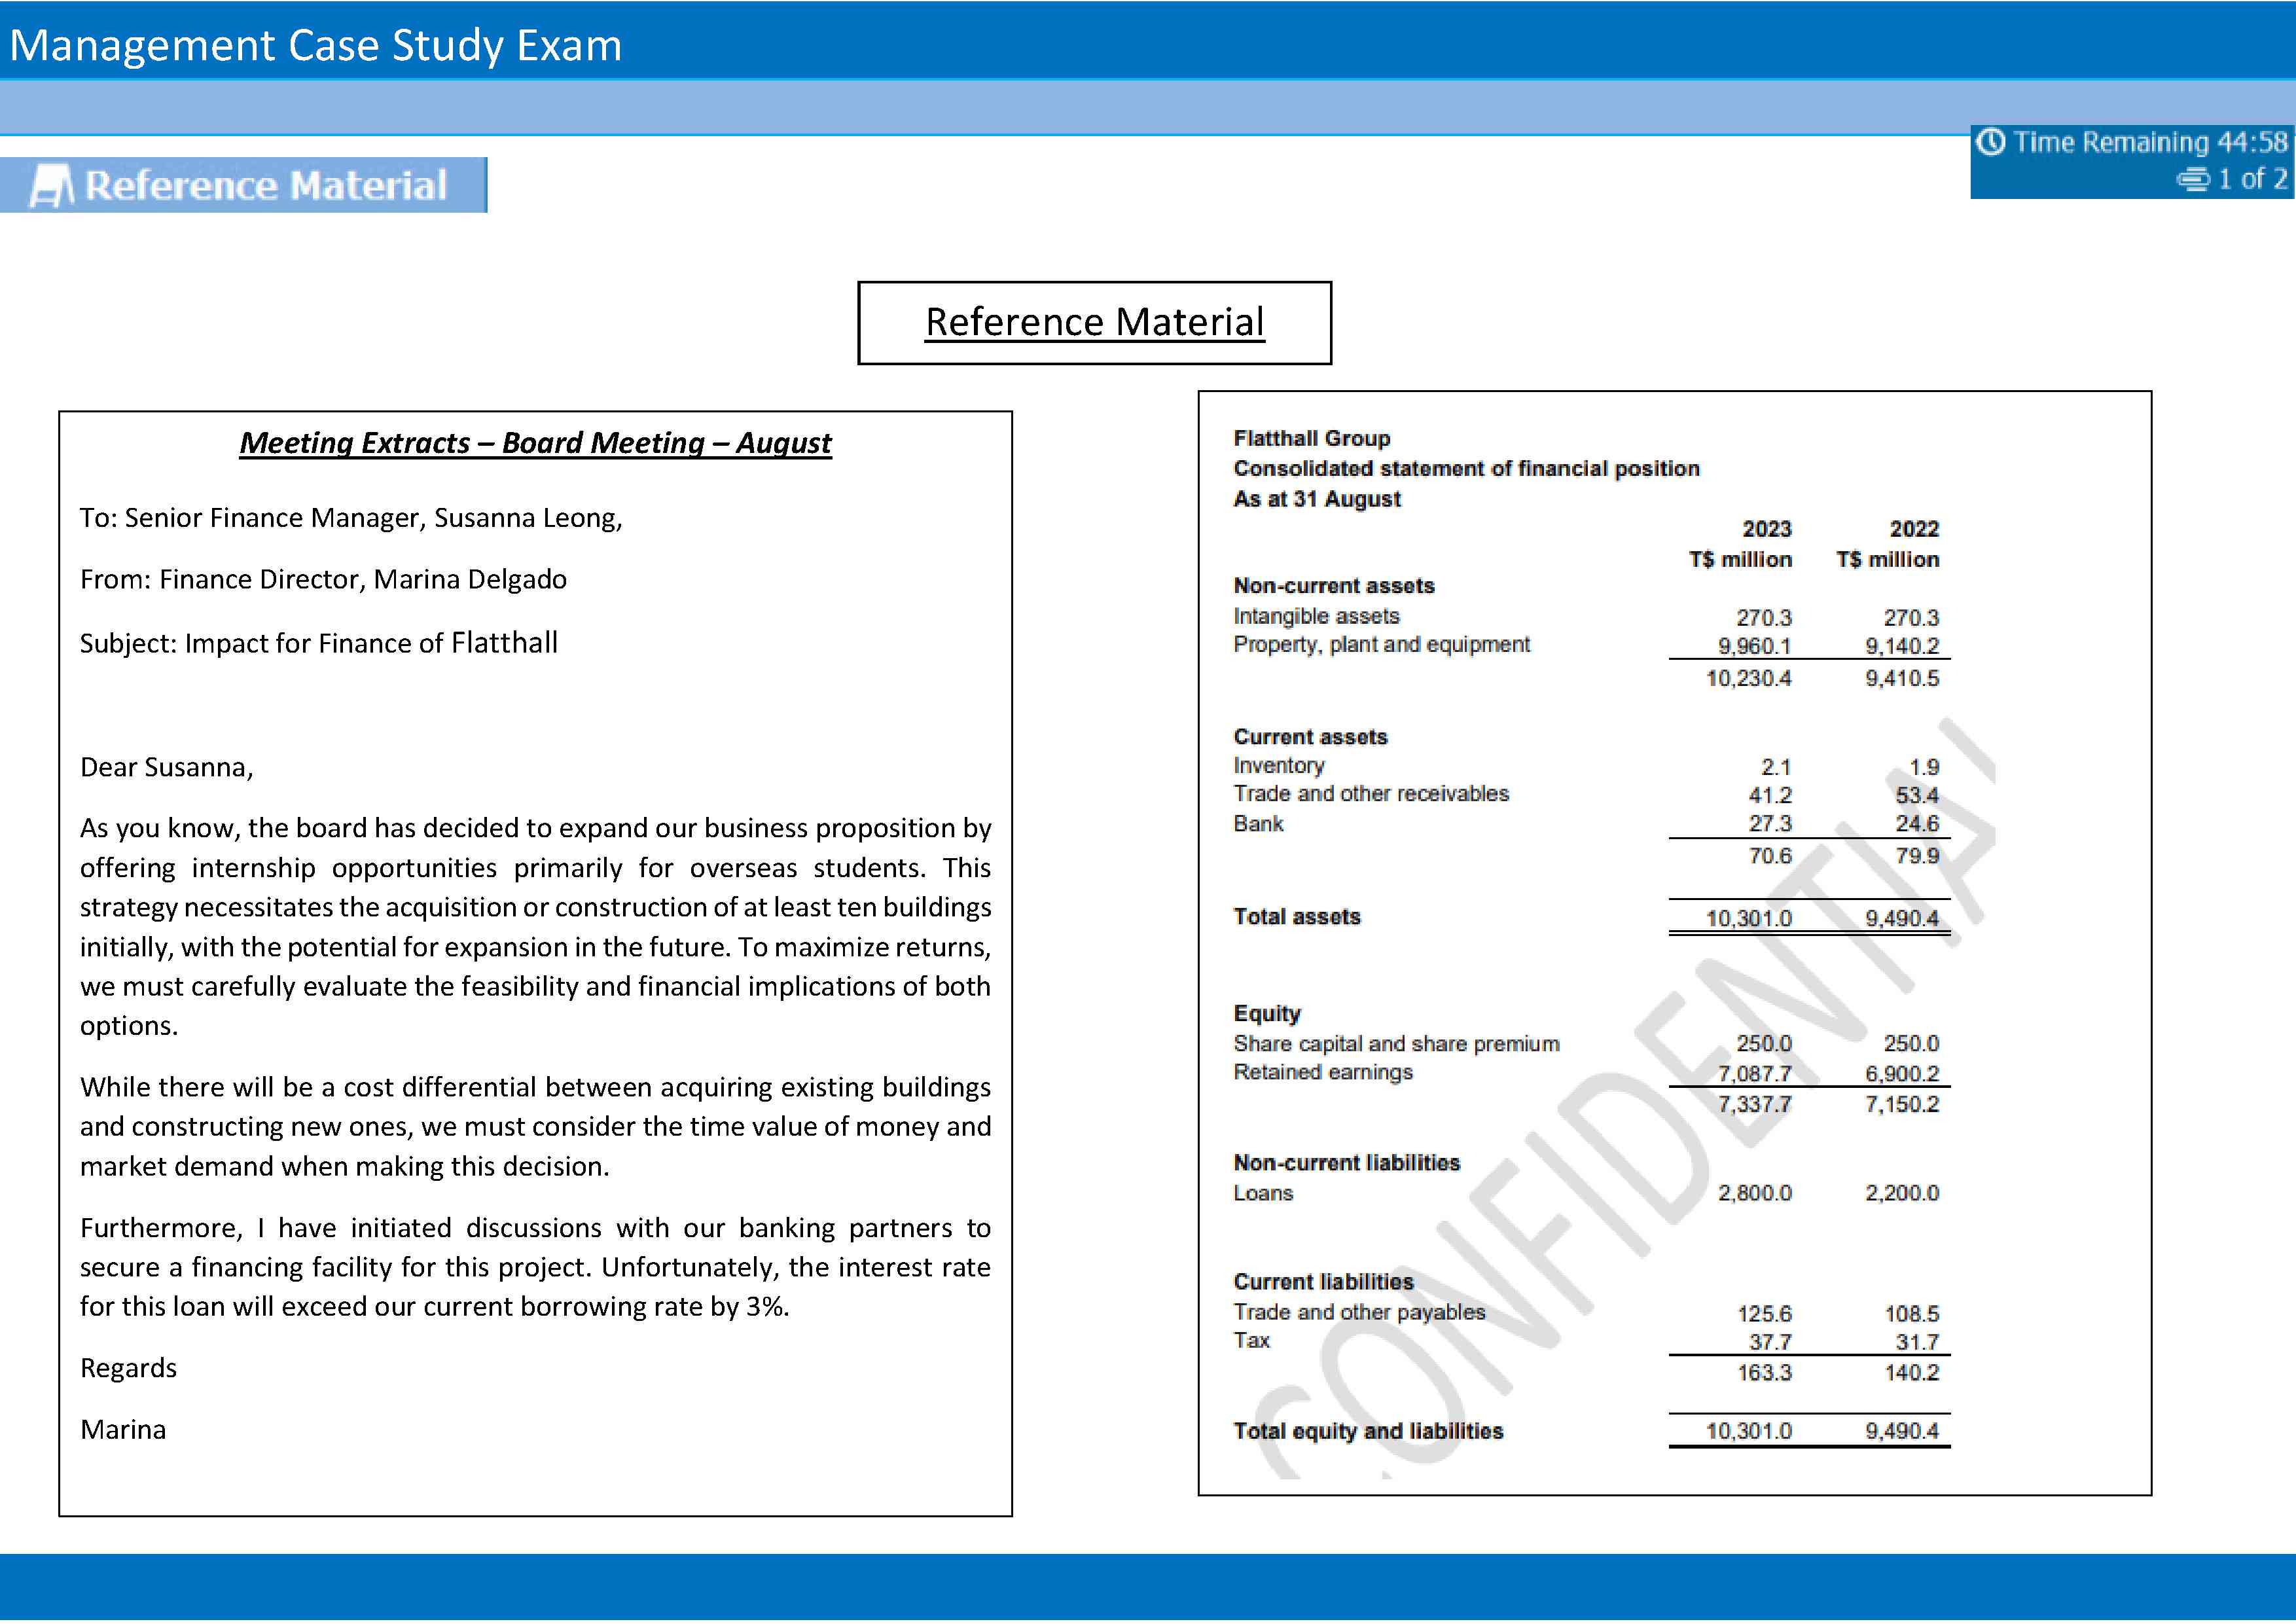 Management Case Study Exam
Time Remaining 44:58
1 of 2
Reference Material
Reference Material
Meeting Extracts – Board Meeting – August
To: Senior Finance Manager, Susanna Leong,
From: Finance Director, Marina Delgado
Subject: Impact for Finance of Flatthall
Dear Susanna,
As you know, the board has decided to expand our business proposition by
offering internship opportunities primarily for overseas students. This
strategy necessitates the acquisition or construction of at least ten buildings
initially, with the potential for expansion in the future. To maximize returns,
we must carefully evaluate the feasibility and financial implications of both
options.
While there will be a cost differential between acquiring existing buildings
and constructing new ones, we must consider the time value of money and
market demand when making this decision.
Furthermore, I have initiated discussions with our banking partners to
secure a financing facility for this project. Unfortunately, the interest rate
for this loan will exceed our current borrowing rate by 3%.
Regards
Marina
Flatthall Group
Consolidated statement of financial position
As at 31 August
2023 2022
T$ million T$ million
Non-current assets
Intangible assets 270.3 270.3
Property, plant and equipment 9,960.1 9,140.2
10,230.4 9,410.5
Current assets
Inventory 2.1 1.9
Trade and other receivables 41.2 53.4
Bank 27.3 24.6
70.6 79.9
Total assets 10,301.0 9,490.4
Equity
Share capital and share premium 250.0 250.0
Retained earnings 7,087.7 6,900.2
7,337.7 7,150.2
Non-current liabilities
Loans 2,800.0 2,200.0
Current liabilities
Trade and other payables 125.6 108.5
Tax 37.7 31.7
163.3 140.2
Total equity and liabilities 10,301.0 9,490.4
CONFIDENTIAL